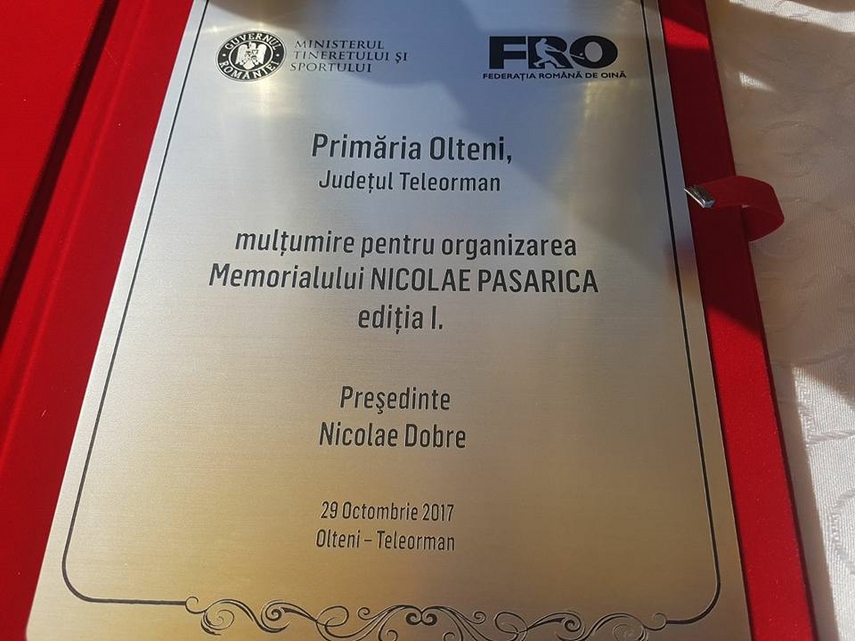 GUVERNUL ROMÂNIEI
MINISTERUL
TINERETULUI ȘI
SPORTULUI
FRO
FEDERAȚIA ROMÂNĂ DE OINĂ
Primăria Olteni,
Județul Teleorman
mulțumire pentru organizarea
Memorialului NICOLAE PASARICA
ediția I.
Preşedinte
Nicolae Dobre
29 Octombrie 2017
Olteni – Teleorman